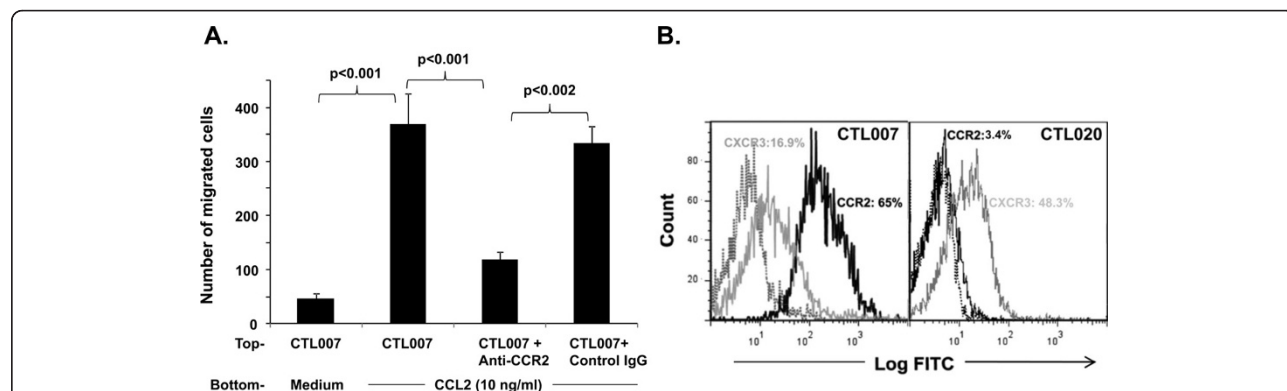 A.
p<0.001
p<0.001
p<0.002
Number of migrated cells
400
300
200
100
0
Top- CTL007 CTL007 CTL007 + Anti-CCR2 CTL007+ Control IgG
Bottom- Medium CCL2 (10 ng/ml)
B.
CTL007
CXCR3:16.9%
CCR2: 65%
CTL020
CCR2:3.4%
CXCR3: 48.3%
Count
80
60
40
20
10¹ 10² 10³ 10¹ 10² 10³
Log FITC